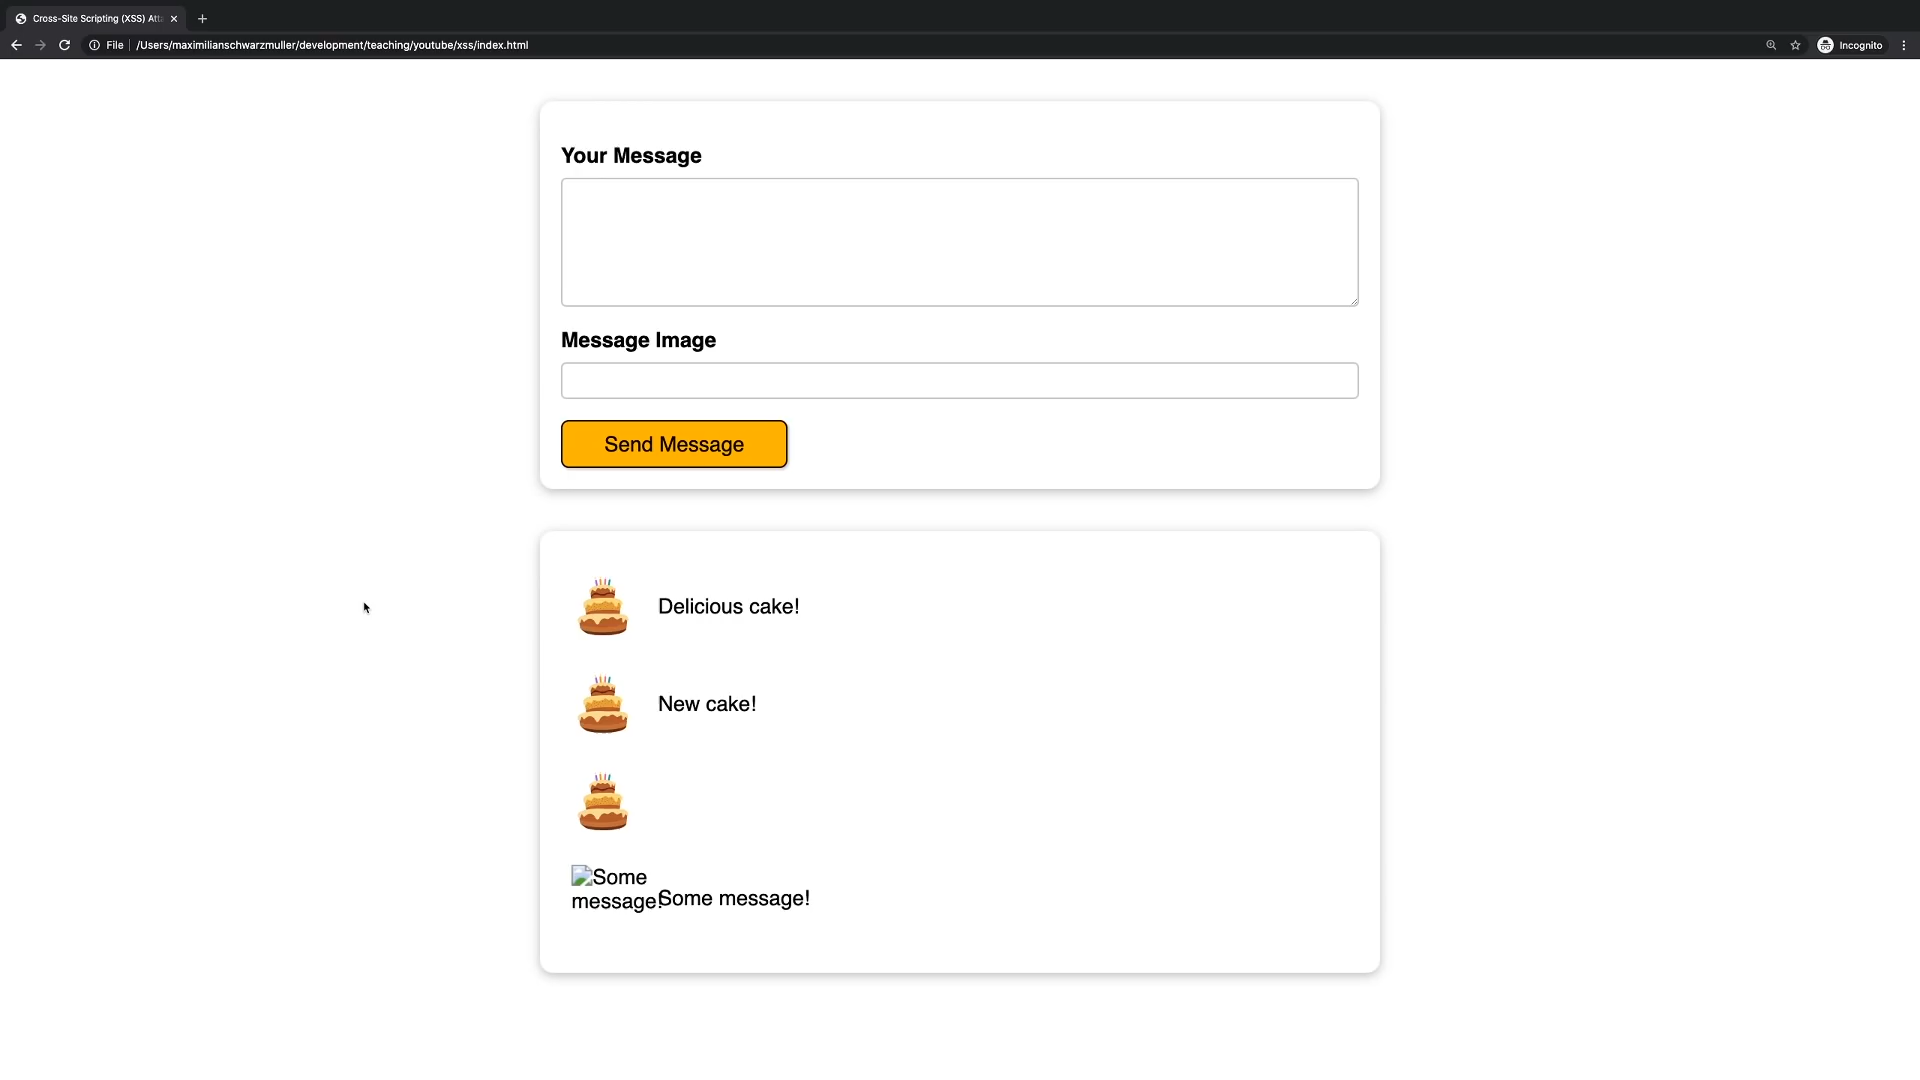 Cross-Site Scripting (XSS) Atta
File
/Users/maximilianschwarzmuller/development/teaching/youtube/xss/index.html
Incognito
Your Message
Message Image
Send Message
Delicious cake!
New cake!
Some
message!
Some message!